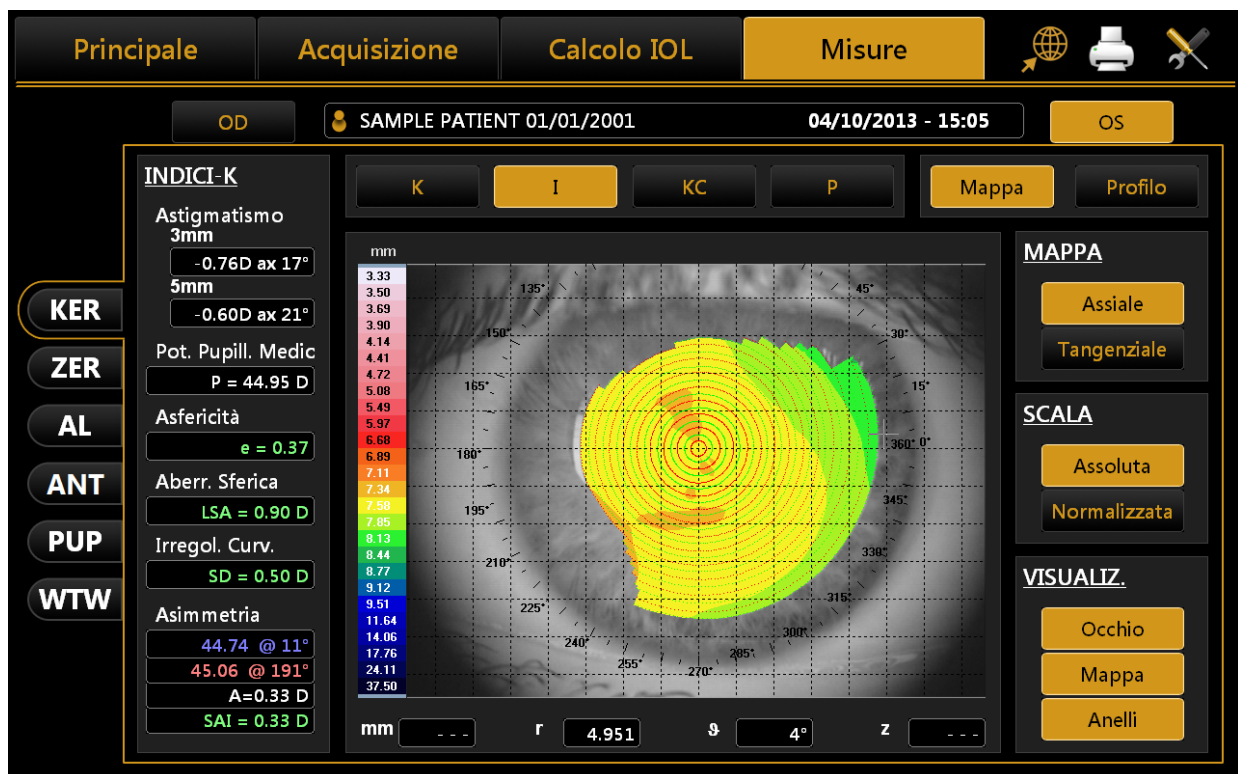 Principale Acquisizione Calcolo IOL Misure
OD SAMPLE PATIENT 01/01/2001 04/10/2013 - 15:05 OS
KER
ZER
AL
ANT
PUP
WTW
INDICI-K
Astigmatismo
3mm
-0.76D ax 17°
5mm
-0.60D ax 21°
Pot. Pupill. Medic
P = 44.95 D
Asfericità
e = 0.37
Aberr. Sferica
LSA = 0.90 D
Irregol. Curv.
SD = 0.50 D
Asimmetria
44.74 @ 11°
45.06 @ 191°
A=0.33 D
SAI = 0.33 D
K I KC P
Mappa Profilo
mm
3.33
3.50
3.69
3.90
4.14
4.41
4.72
5.08
5.49
5.97
6.68
6.89
7.11
7.34
7.58
7.85
8.13
8.44
8.77
9.12
9.51
11.64
14.06
17.76
24.11
37.50
135° 45°
150° 30°
165° 15°
180° 360° 0°
195° 345°
210° 330°
225° 315°
240° 300°
255° 285°
270°
mm - - - r 4.951 ϑ 4° z - - -
MAPPA
Assiale
Tangenziale
SCALA
Assoluta
Normalizzata
VISUALIZ.
Occhio
Mappa
Anelli